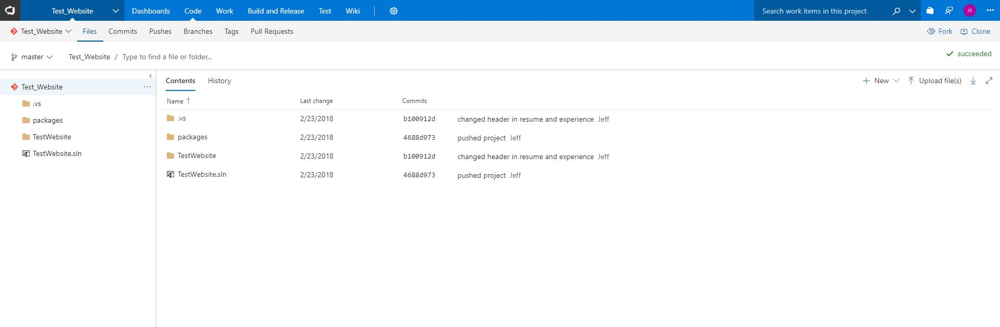 Test_Website Dashboards Code Work Build and Release Test Wiki Search work items in this project JB
Test_Website Files Commits Pushes Branches Tags Pull Requests Fork Clone
master Test_Website / Type to find a file or folder... succeeded
Test_Website
.vs
packages
TestWebsite
TestWebsite.sln
Contents History New Upload file(s)
Name Last change Commits
.vs 2/23/2018 b100912d changed header in resume and experience Jeff
packages 2/23/2018 4688d973 pushed project Jeff
TestWebsite 2/23/2018 b100912d changed header in resume and experience Jeff
TestWebsite.sln 2/23/2018 4688d973 pushed project Jeff